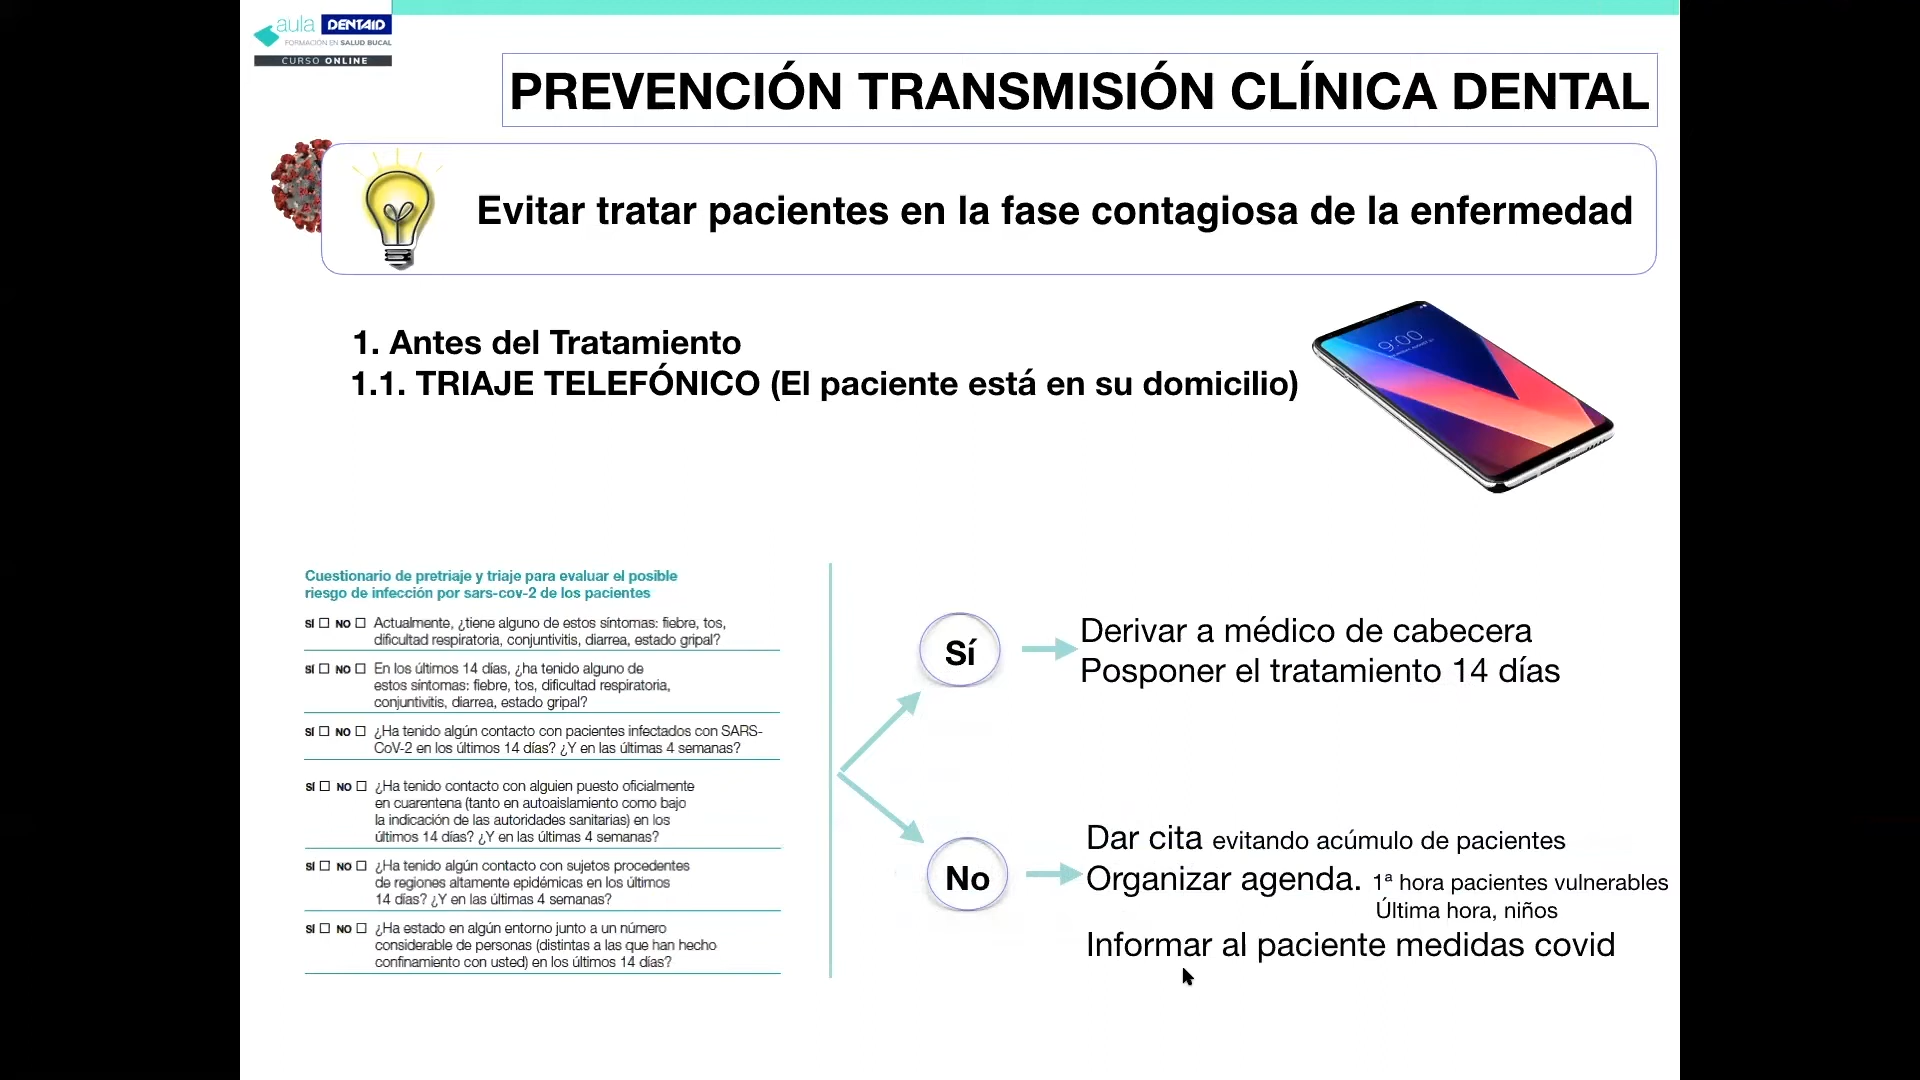 aula DENTAID
FORMACIÓN EN SALUD BUCAL
CURSO ONLINE
PREVENCIÓN TRANSMISIÓN CLÍNICA DENTAL
Evitar tratar pacientes en la fase contagiosa de la enfermedad
1. Antes del Tratamiento
1.1. TRIAJE TELEFÓNICO (El paciente está en su domicilio)
9:00
Cuestionario de pretriaje y triaje para evaluar el posible
riesgo de infección por sars-cov-2 de los pacientes
SÍ ☐ NO ☐ Actualmente, ¿tiene alguno de estos síntomas: fiebre, tos,
dificultad respiratoria, conjuntivitis, diarrea, estado gripal?
SÍ ☐ NO ☐ En los últimos 14 días, ¿ha tenido alguno de
estos síntomas: fiebre, tos, dificultad respiratoria,
conjuntivitis, diarrea, estado gripal?
SÍ ☐ NO ☐ ¿Ha tenido algún contacto con pacientes infectados con SARS-
CoV-2 en los últimos 14 días? ¿Y en las últimas 4 semanas?
SÍ ☐ NO ☐ ¿Ha tenido contacto con alguien puesto oficialmente
en cuarentena (tanto en autoaislamiento como bajo
la indicación de las autoridades sanitarias) en los
últimos 14 días? ¿Y en las últimas 4 semanas?
SÍ ☐ NO ☐ ¿Ha tenido algún contacto con sujetos procedentes
de regiones altamente epidémicas en los últimos
14 días? ¿Y en las últimas 4 semanas?
SÍ ☐ NO ☐ ¿Ha estado en algún entorno junto a un número
considerable de personas (distintas a las que han hecho
confinamiento con usted) en los últimos 14 días?
Sí
Derivar a médico de cabecera
Posponer el tratamiento 14 días
No
Dar cita evitando acúmulo de pacientes
Organizar agenda. 1ª hora pacientes vulnerables
Última hora, niños
Informar al paciente medidas covid